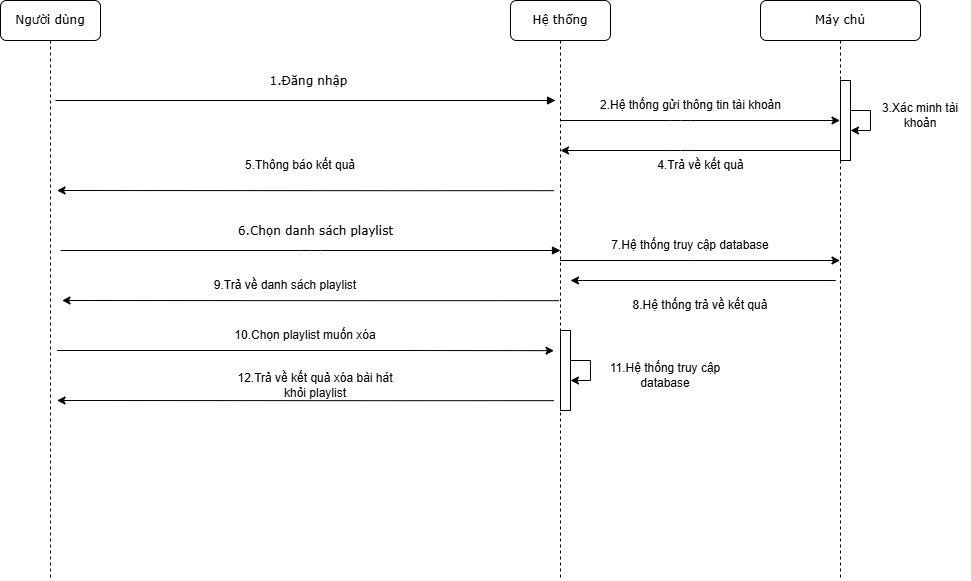 Người dùng
Hệ thống
Máy chủ
1.Đăng nhập
2.Hệ thống gửi thông tin tài khoản
3.Xác minh tài
khoản
4.Trả về kết quả
5.Thông báo kết quả
6.Chọn danh sách playlist
7.Hệ thống truy cập database
8.Hệ thống trả về kết quả
9.Trả về danh sách playlist
10.Chọn playlist muốn xóa
11.Hệ thống truy cập
database
12.Trả về kết quả xóa bài hát
khỏi playlist